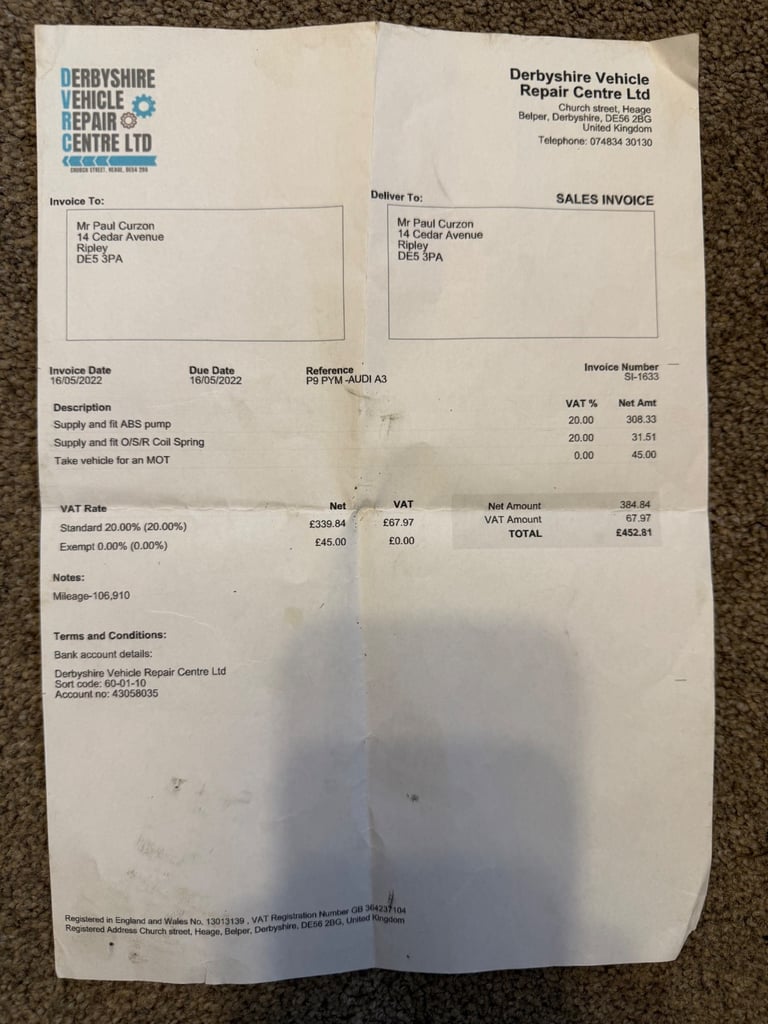 DERBYSHIRE
VEHICLE
REPAIR
CENTRE LTD
CHURCH STREET, HEAGE, DE56 2BG
Derbyshire Vehicle
Repair Centre Ltd
Church street, Heage
Belper, Derbyshire, DE56 2BG
United Kingdom
Telephone: 074834 30130
Invoice To:
Mr Paul Curzon
14 Cedar Avenue
Ripley
DE5 3PA
Deliver To:
SALES INVOICE
Mr Paul Curzon
14 Cedar Avenue
Ripley
DE5 3PA
Invoice Date Due Date Reference Invoice Number
16/05/2022 16/05/2022 P9 PYM -AUDI A3 SI-1633
Description VAT % Net Amt
Supply and fit ABS pump 20.00 308.33
Supply and fit O/S/R Coil Spring 20.00 31.51
Take vehicle for an MOT 0.00 45.00
VAT Rate Net VAT
Standard 20.00% (20.00%) £339.84 £67.97
Exempt 0.00% (0.00%) £45.00 £0.00
Net Amount 384.84
VAT Amount 67.97
TOTAL £452.81
Notes:
Mileage-106,910
Terms and Conditions:
Bank account details:
Derbyshire Vehicle Repair Centre Ltd
Sort code: 60-01-10
Account no: 43058035
Registered in England and Wales No. 13013139 , VAT Registration Number GB 364237104
Registered Address Church street, Heage, Belper, Derbyshire, DE56 2BG, United Kingdom